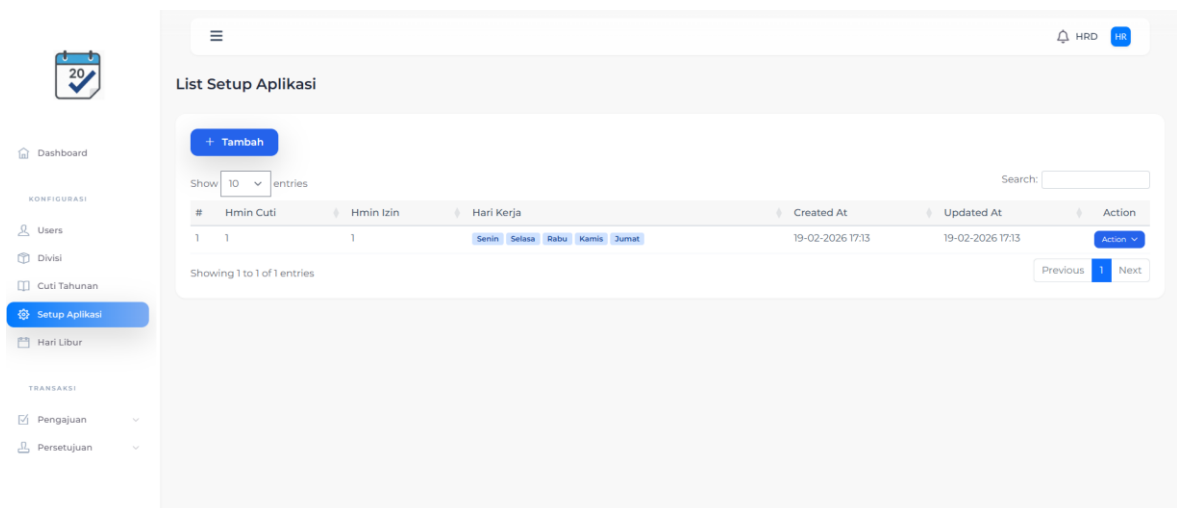 20
Dashboard
KONFIGURASI
Users
Divisi
Cuti Tahunan
Setup Aplikasi
Hari Libur
TRANSAKSI
Pengajuan
Persetujuan
HRD HR
List Setup Aplikasi
+ Tambah
Show 10 entries
Search:
# Hmin Cuti Hmin Izin Hari Kerja Created At Updated At Action
1 1 1 Senin Selasa Rabu Kamis Jumat 19-02-2026 17:13 19-02-2026 17:13 Action
Showing 1 to 1 of 1 entries
Previous 1 Next